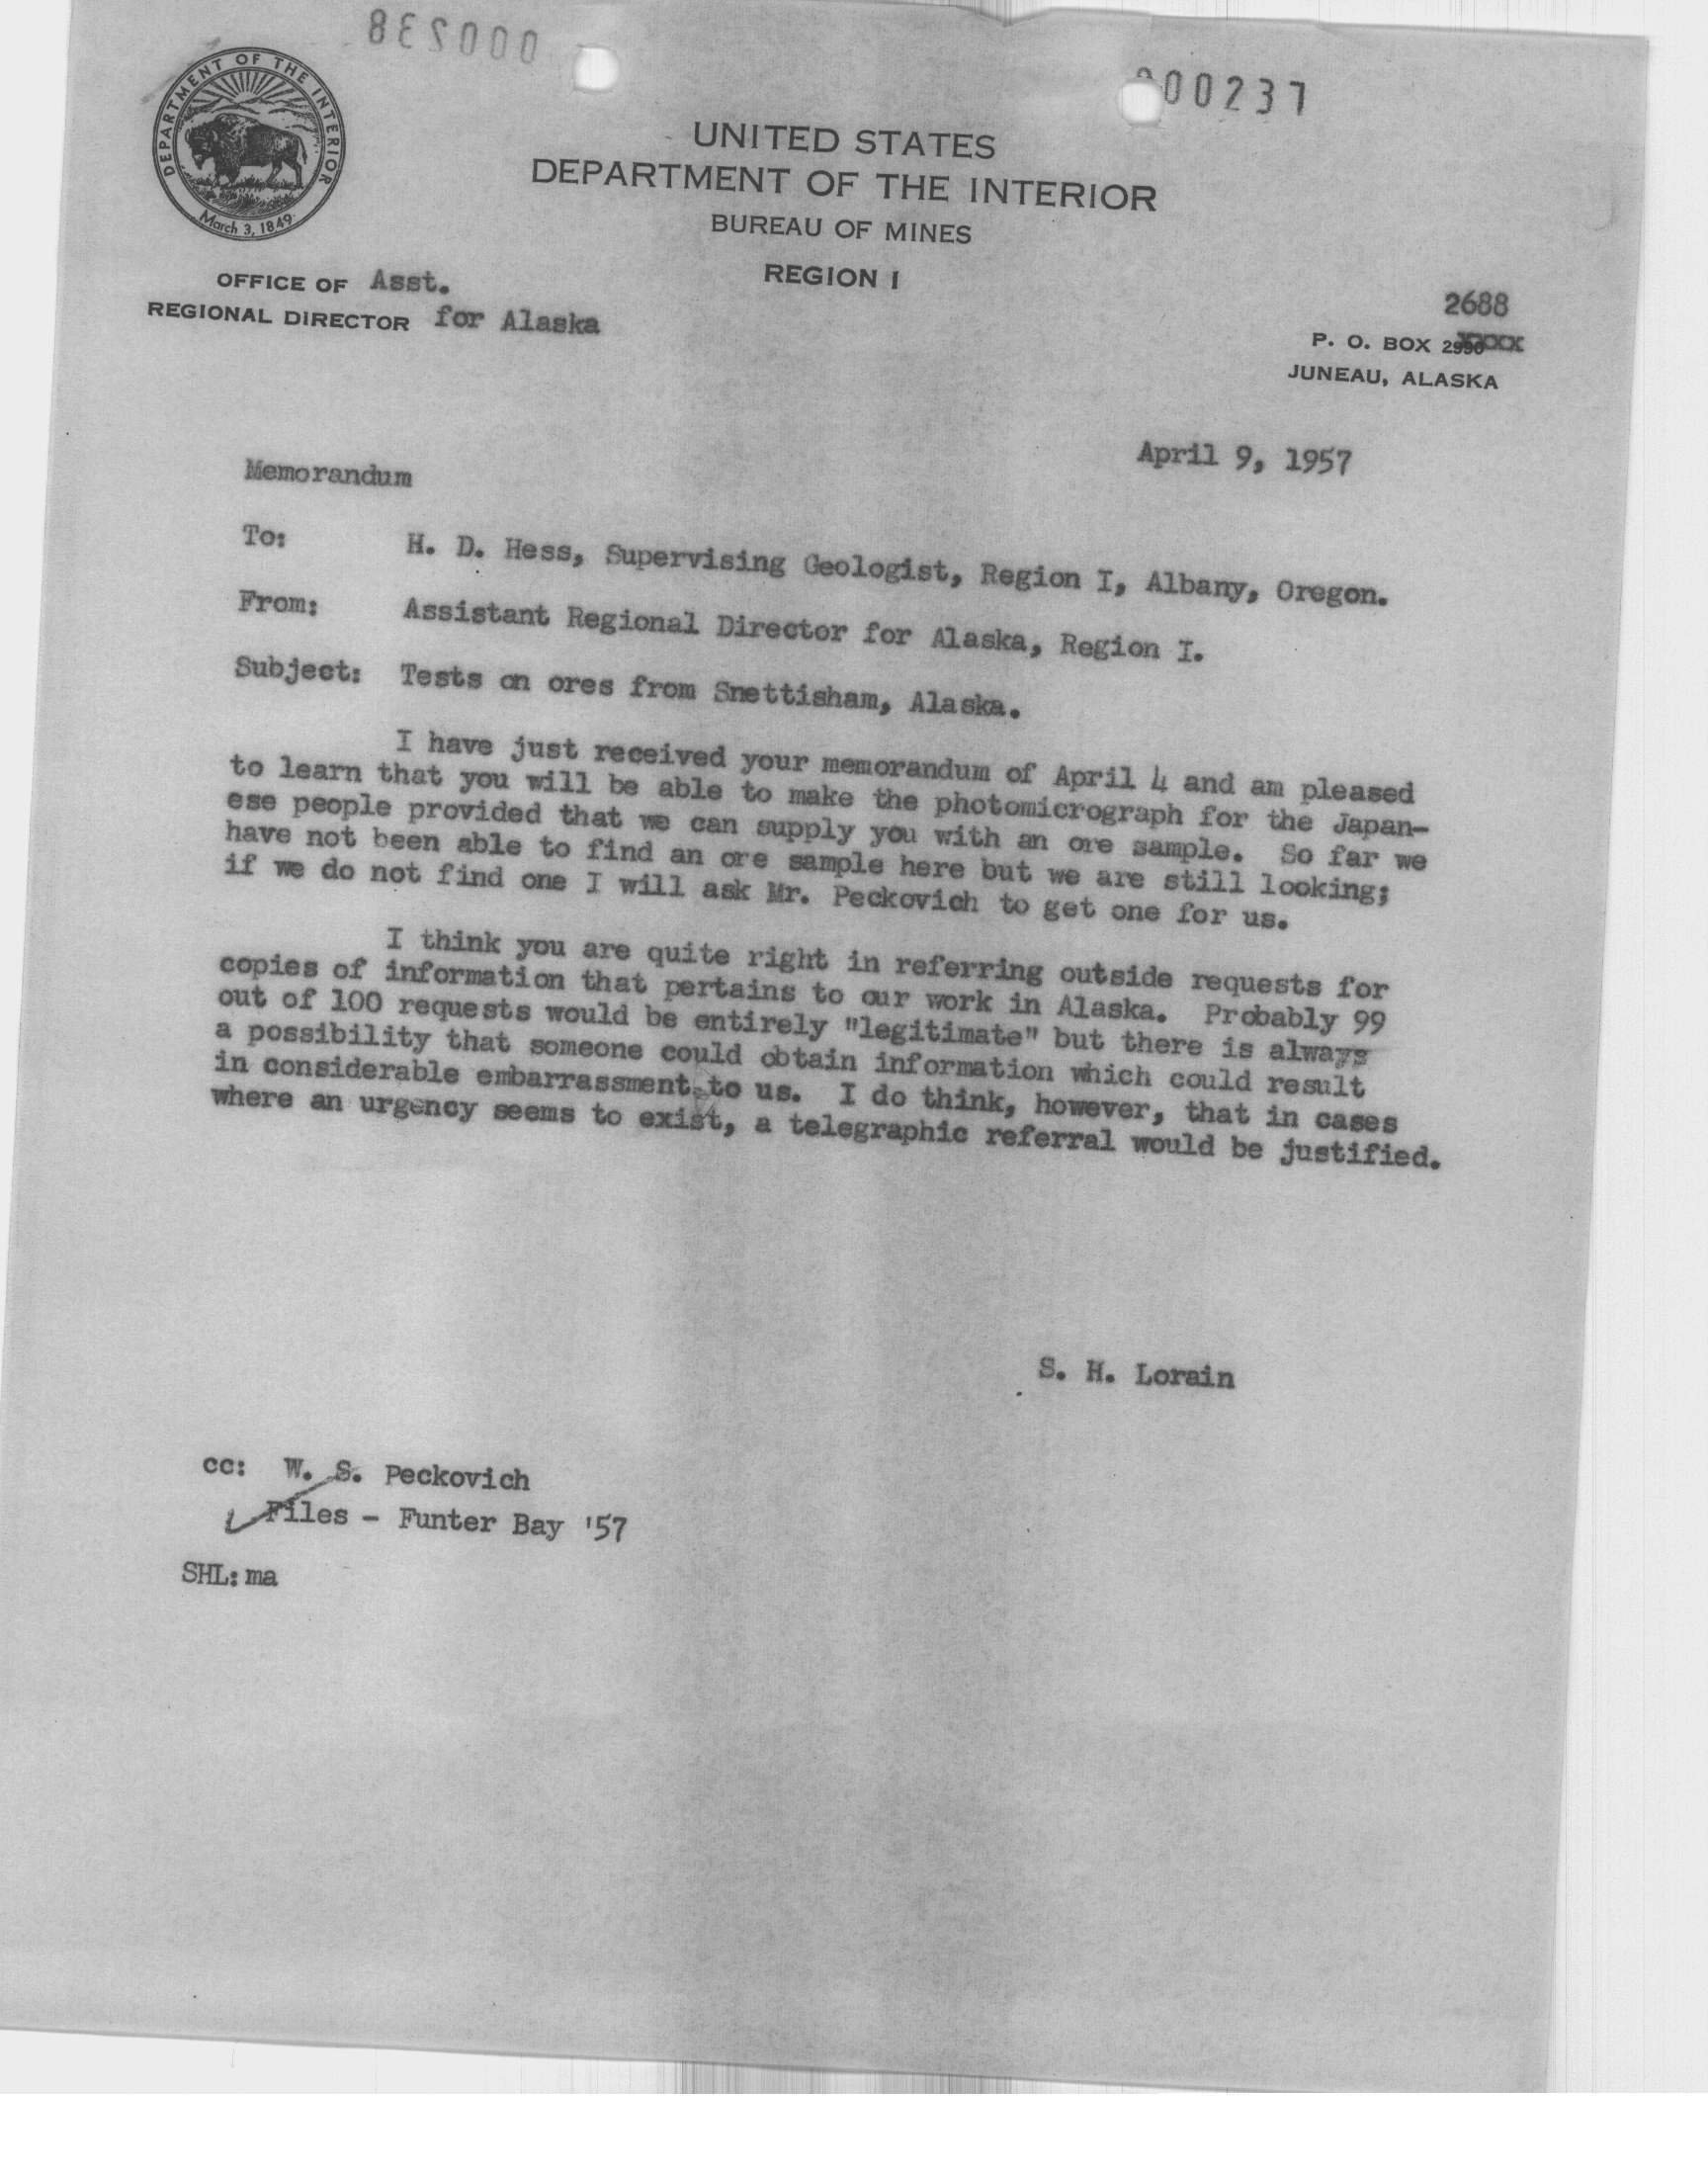 000238
000237
DEPARTMENT OF THE INTERIOR
March 3, 1849
UNITED STATES
DEPARTMENT OF THE INTERIOR
BUREAU OF MINES
REGION I
OFFICE OF Asst.
REGIONAL DIRECTOR for Alaska
2688
P. O. BOX 2990 XXXX
JUNEAU, ALASKA
April 9, 1957
Memorandum
To: H. D. Hess, Supervising Geologist, Region I, Albany, Oregon.
From: Assistant Regional Director for Alaska, Region I.
Subject: Tests on ores from Snettisham, Alaska.
I have just received your memorandum of April 4 and am pleased
to learn that you will be able to make the photomicrograph for the Japan-
ese people provided that we can supply you with an ore sample. So far we
have not been able to find an ore sample here but we are still looking;
if we do not find one I will ask Mr. Peckovich to get one for us.
I think you are quite right in referring outside requests for
copies of information that pertains to our work in Alaska. Probably 99
out of 100 requests would be entirely "legitimate" but there is always
a possibility that someone could obtain information which could result
in considerable embarrassment to us. I do think, however, that in cases
where an urgency seems to exist, a telegraphic referral would be justified.
S. H. Lorain
cc: W. S. Peckovich
Files - Funter Bay '57
SHL:ma